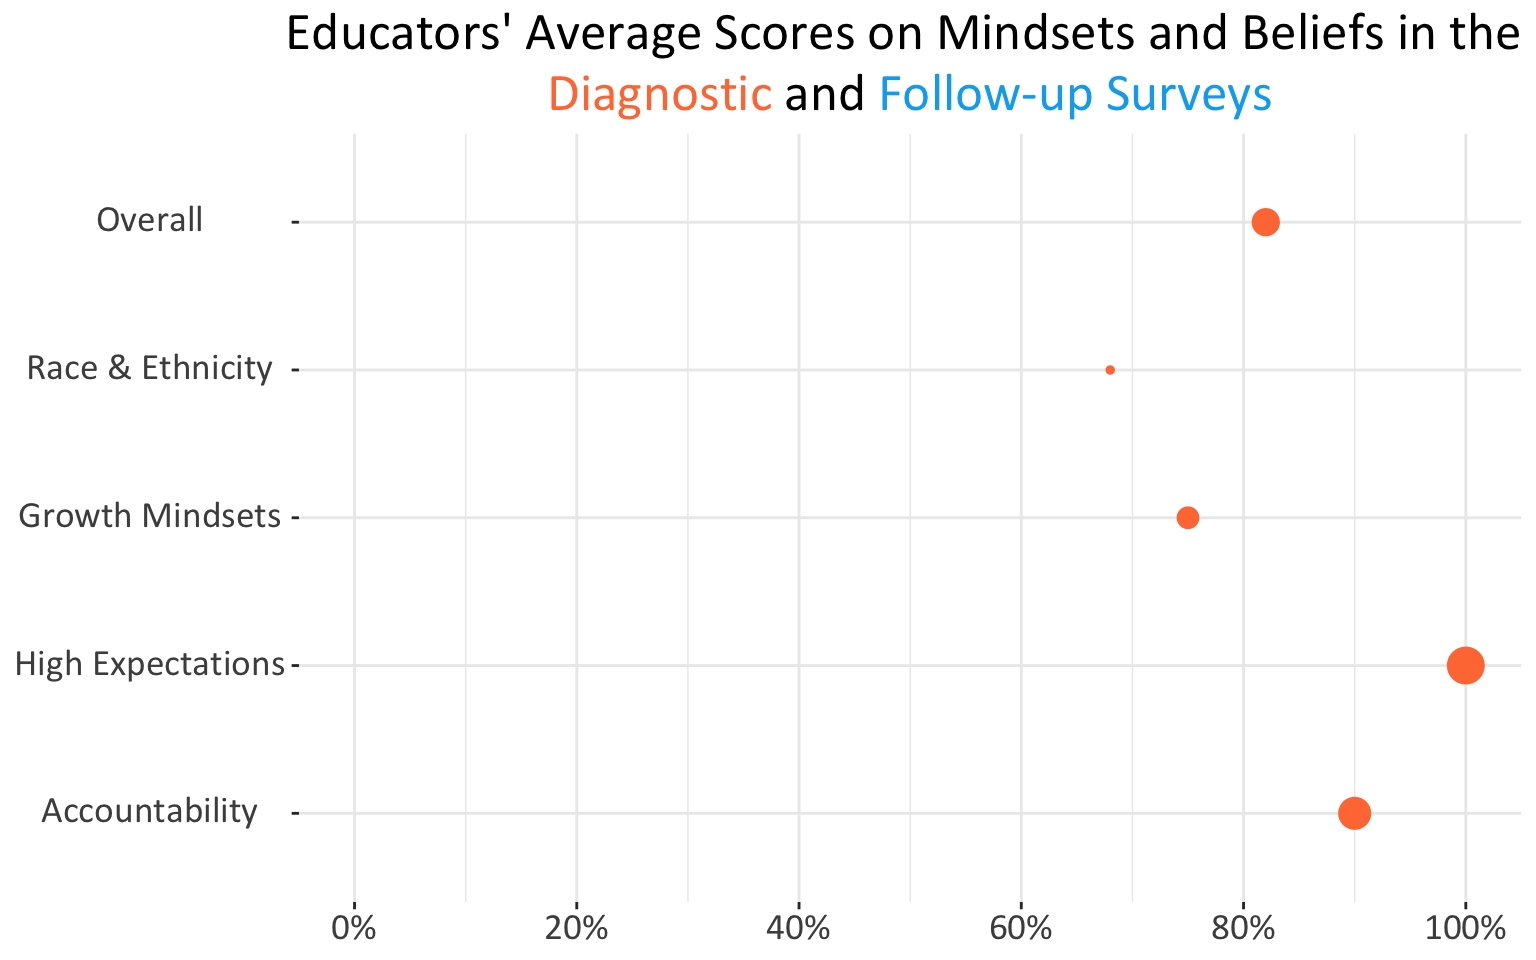 Educators' Average Scores on Mindsets and Beliefs in the
Diagnostic and Follow-up Surveys
Overall
Race & Ethnicity
Growth Mindsets
High Expectations
Accountability
0% 20% 40% 60% 80% 100%